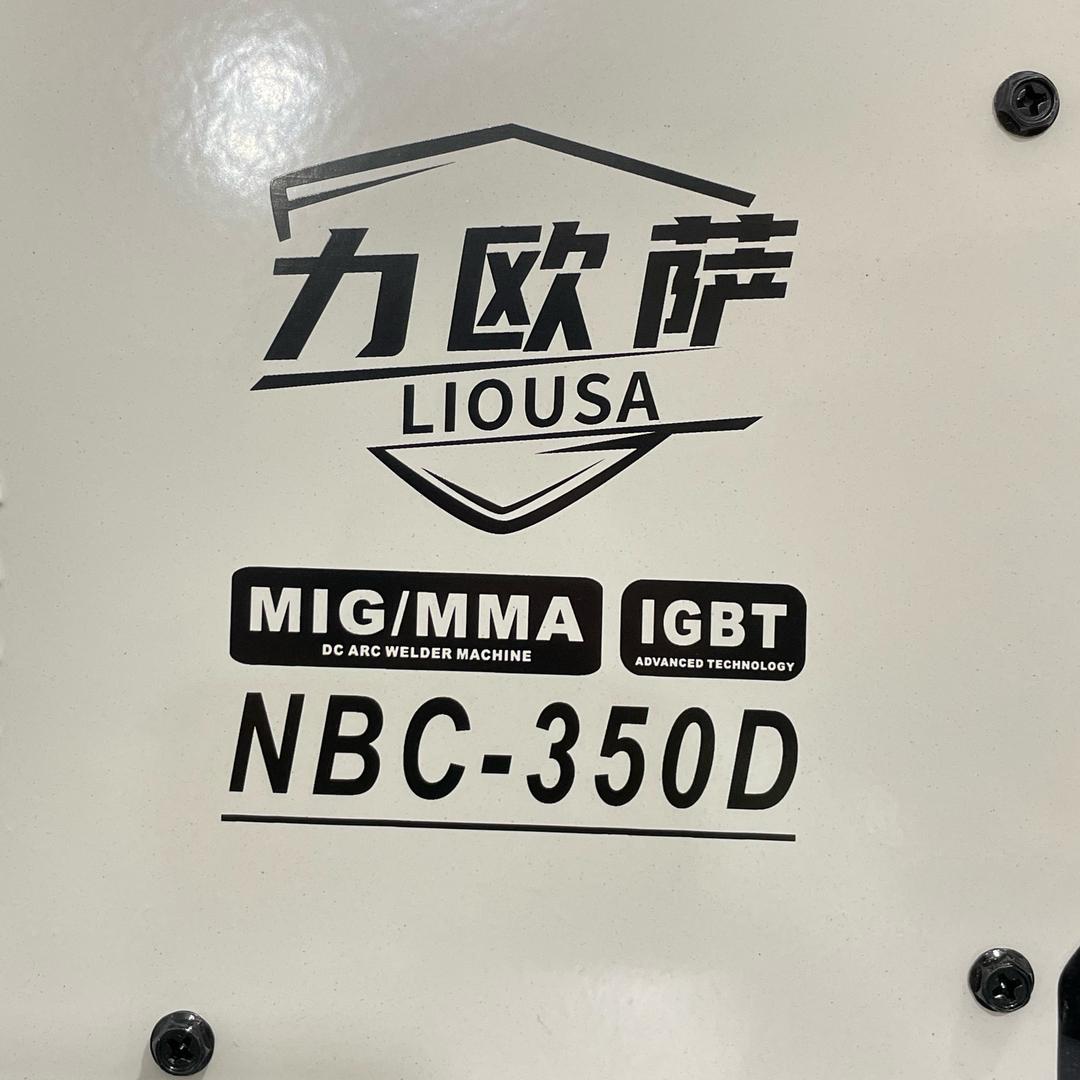 力欧萨
LIOUSA
MIG/MMA
DC ARC WELDER MACHINE
IGBT
ADVANCED TECHNOLOGY
NBC-350D